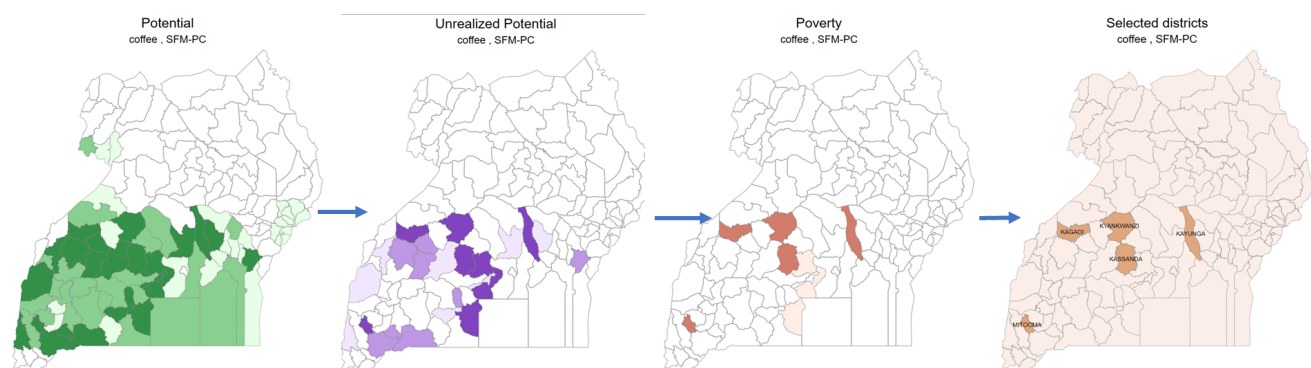 Potential
coffee , SFM-PC
Unrealized Potential
coffee , SFM-PC
Poverty
coffee , SFM-PC
Selected districts
coffee , SFM-PC
KAGADI
KYANKWANZI
KAYUNGA
KASSANDA
MITOOMA